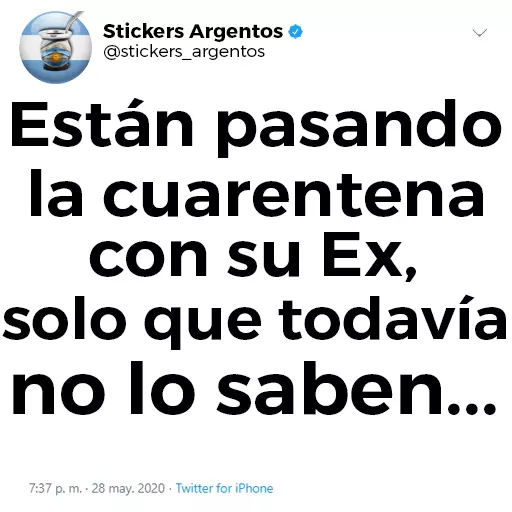 Stickers Argentos
@stickers_argentos
Están pasando
la cuarentena
con su Ex,
solo que todavía
no lo saben...
7:37 p. m. · 28 may. 2020 · Twitter for iPhone